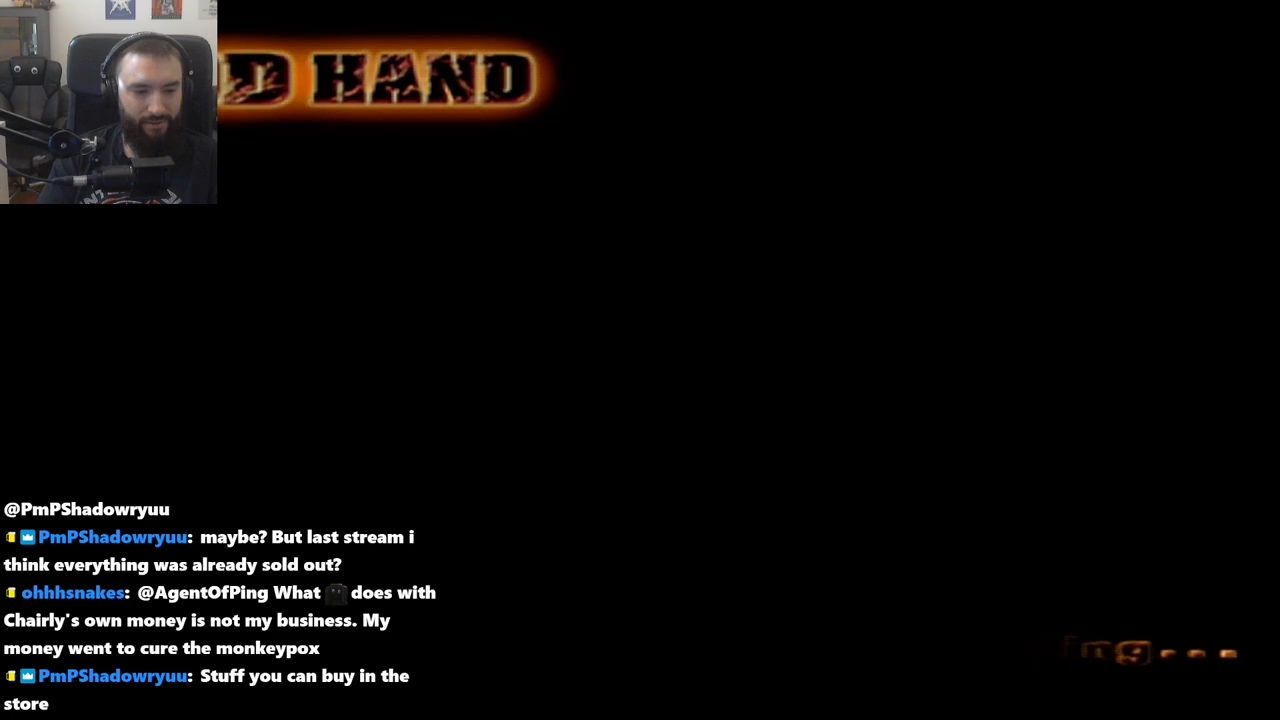 D HAND
@PmPShadowryuu
PmPShadowryuu: maybe? But last stream i
think everything was already sold out?
ohhhsnakes: @AgentOfPing What does with
Chairly's own money is not my business. My
money went to cure the monkeypox
PmPShadowryuu: Stuff you can buy in the
store
ing...